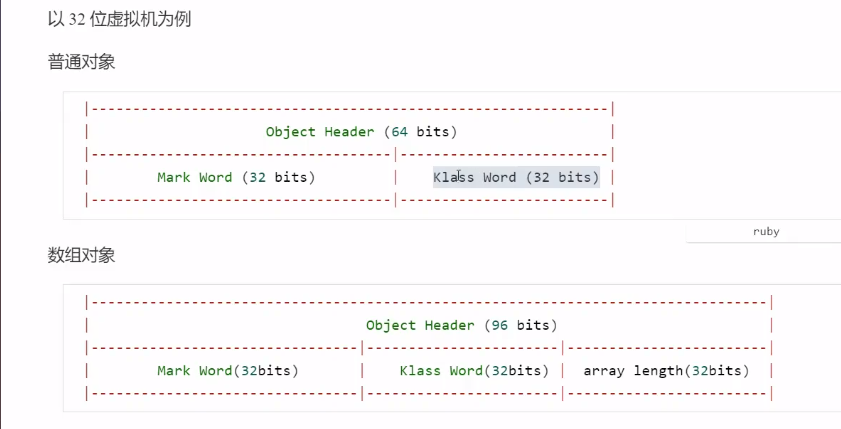 以 32 位虚拟机为例
普通对象
|--------------------------------------------------------------|
| Object Header (64 bits) |
|------------------------------------|-------------------------|
| Mark Word (32 bits) | Klass Word (32 bits) |
|------------------------------------|-------------------------|
ruby
数组对象
|---------------------------------------------------------------------------------|
| Object Header (96 bits) |
|--------------------------------|-----------------------|------------------------|
| Mark Word(32bits) | Klass Word(32bits) | array length(32bits) |
|--------------------------------|-----------------------|------------------------|